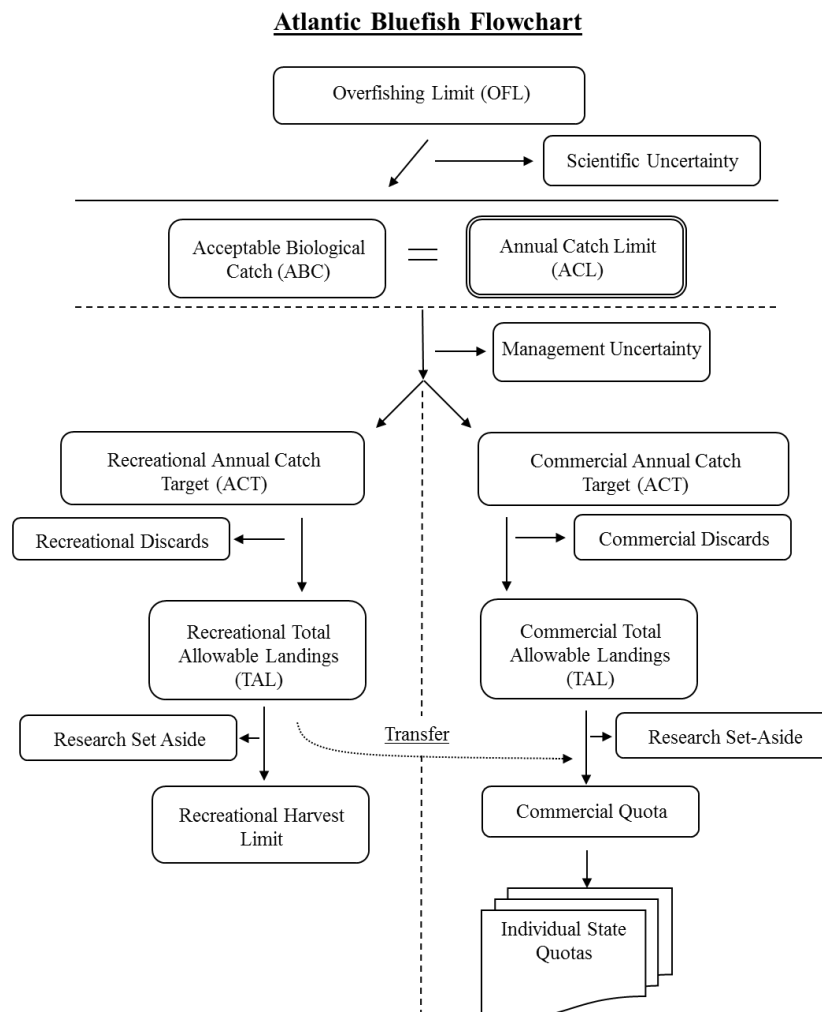 Atlantic Bluefish Flowchart
Overfishing Limit (OFL)
Scientific Uncertainty
Acceptable Biological
Catch (ABC)
=
Annual Catch Limit
(ACL)
Management Uncertainty
Recreational Annual Catch
Target (ACT)
Commercial Annual Catch
Target (ACT)
Recreational Discards
Commercial Discards
Recreational Total
Allowable Landings
(TAL)
Commercial Total
Allowable Landings
(TAL)
Research Set Aside
Transfer
Research Set-Aside
Recreational Harvest
Limit
Commercial Quota
Individual State
Quotas